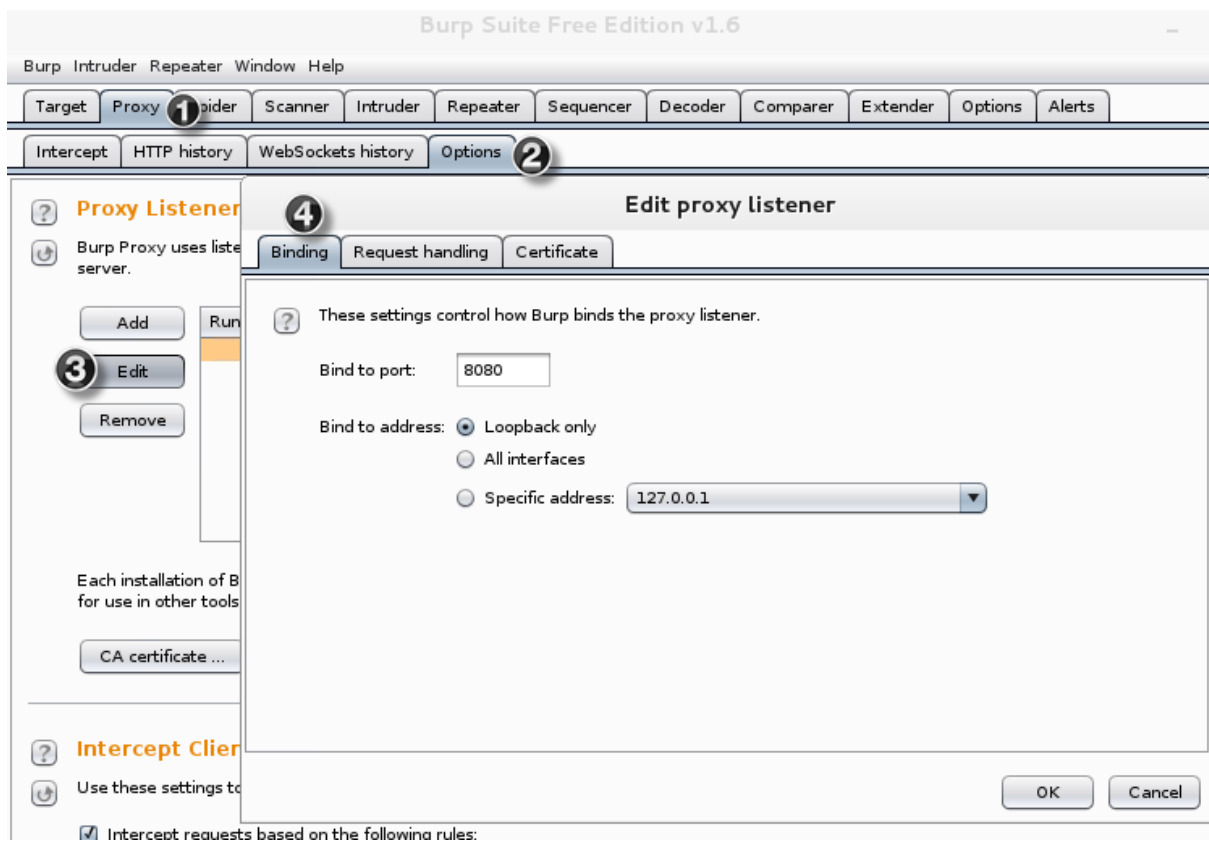 Burp Suite Free Edition v1.6
Burp Intruder Repeater Window Help
Target Proxy 1 pider Scanner Intruder Repeater Sequencer Decoder Comparer Extender Options Alerts
Intercept HTTP history WebSockets history Options 2
Proxy Listener
4
Edit proxy listener
Burp Proxy uses liste
server.
Binding Request handling Certificate
Add
Run
3 Edit
Remove
? These settings control how Burp binds the proxy listener.
Bind to port: 8080
Bind to address: Loopback only
All interfaces
Specific address: 127.0.0.1
Each installation of B
for use in other tools
CA certificate ...
? Intercept Clier
Use these settings to
OK Cancel
Intercept requests based on the following rules: